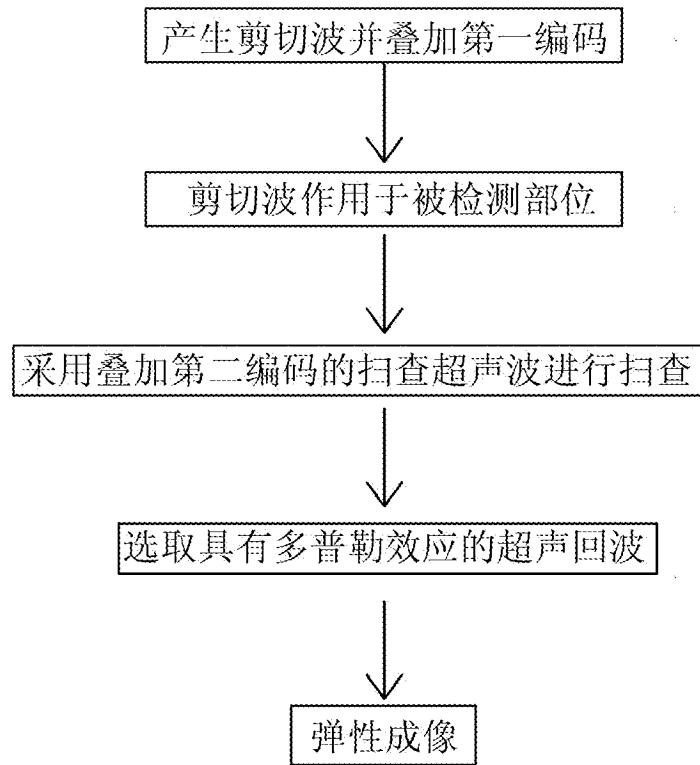 产生剪切波并叠加第一编码
剪切波作用于被检测部位
采用叠加第二编码的扫查超声波进行扫查
选取具有多普勒效应的超声回波
弹性成像